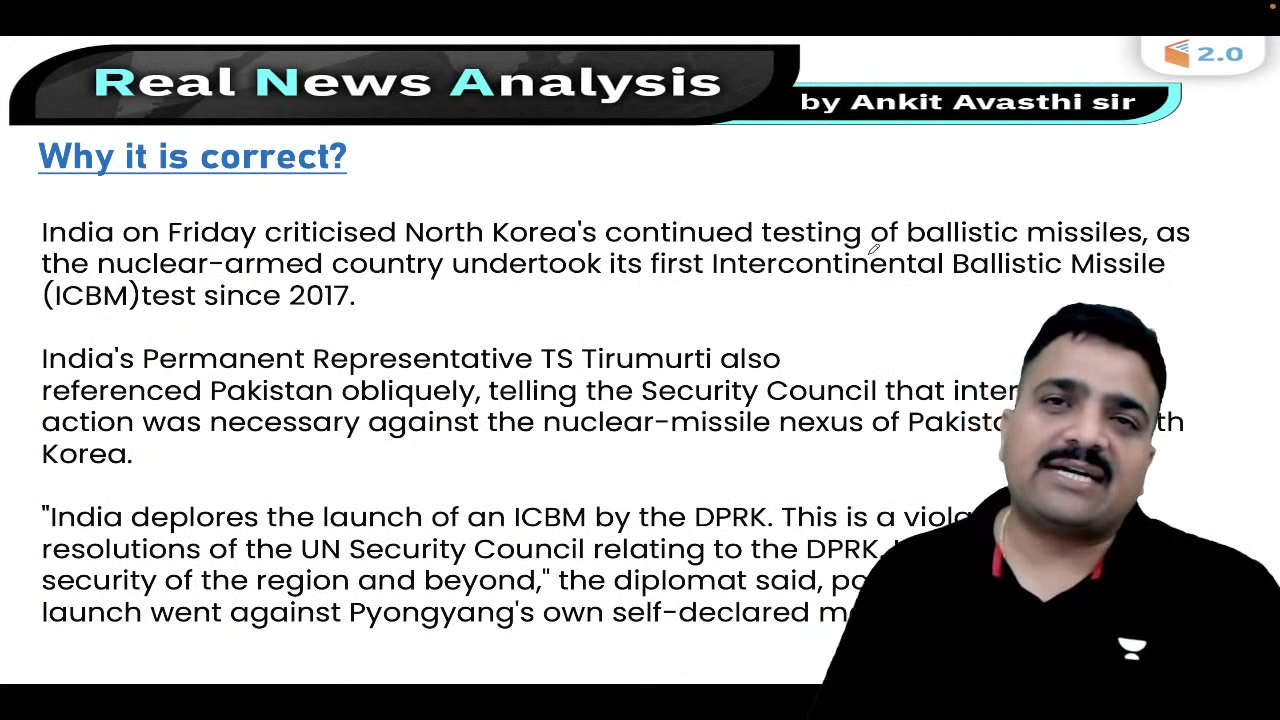 Real News Analysis
by Ankit Avasthi sir
2.0
Why it is correct?
India on Friday criticised North Korea's continued testing of ballistic missiles, as
the nuclear-armed country undertook its first Intercontinental Ballistic Missile
(ICBM)test since 2017.
India's Permanent Representative TS Tirumurti also
referenced Pakistan obliquely, telling the Security Council that
action was necessary against the nuclear-missile nexus of
Korea.
"India deplores the launch of an ICBM by the DPRK. This is a
resolutions of the UN Security Council relating to the DPRK.
security of the region and beyond," the diplomat said,
launch went against Pyongyang's own self-declared